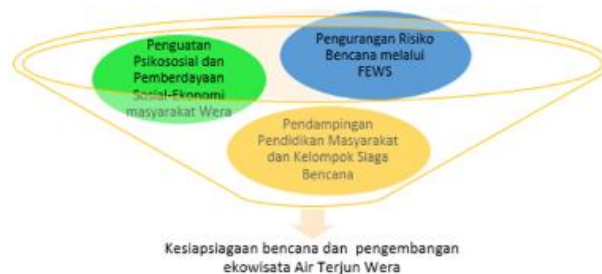 Penguatan
Psikososial dan
Pemberdayaan
Sosial-Ekonomi
masyarakat Wera
Pengurangan Risiko
Bencana melalui
FEWS
Pendampingan
Pendidikan Masyarakat
dan Kelompok Siaga
Bencana
Kesiapsiagaan bencana dan pengembangan
ekowisata Air Terjun Wera